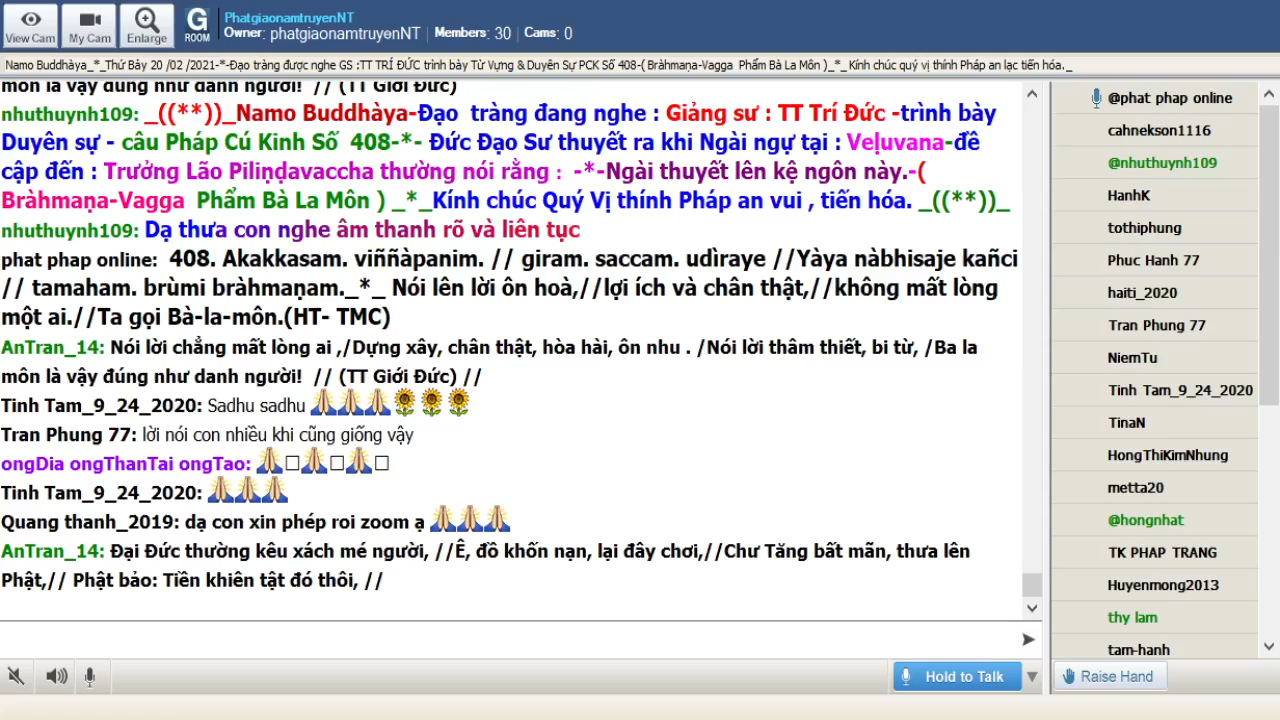 View Cam
My Cam
Enlarge
G
ROOM
PhatgiaonamtruyenNT
Owner: phatgiaonamtruyenNT | Members: 30 | Cams: 0
Namo Buddhàya_*_Thứ Bảy 20 /02 /2021-*-Đạo tràng được nghe GS :TT TRÍ ĐỨC trình bày Từ Vựng & Duyên Sự PCK Số 408-( Bràhmaṇa-Vagga Phẩm Bà La Môn )_*_ Kính chúc quý vị thính Pháp an lạc tiến hóa._
môn là vậy đúng như danh người! // (TT Giới Đức)
nhuthuynh109: _((**))_Namo Buddhàya-Đạo tràng đang nghe : Giảng sư : TT Trí Đức -trình bày
Duyên sự - câu Pháp Cú Kinh Số 408-*- Đức Đạo Sư thuyết ra khi Ngài ngự tại : Veḷuvana-đề
cập đến : Trưởng Lão Piliṇḍavaccha thường nói rằng : -*-Ngài thuyết lên kệ ngôn này.-(
Bràhmaṇa-Vagga Phẩm Bà La Môn ) _*_Kính chúc Quý Vị thính Pháp an vui , tiến hóa. _((**))_
nhuthuynh109: Dạ thưa con nghe âm thanh rõ và liên tục
phat phap online: 408. Akakkasam. viññàpanim. // giram. saccam. udìraye //Yàya nàbhisaje kañci
// tamaham. brùmi bràhmaṇam._*_ Nói lên lời ôn hoà,//lợi ích và chân thật,//không mất lòng
một ai.//Ta gọi Bà-la-môn.(HT- TMC)
AnTran_14: Nói lời chẳng mất lòng ai ,/Dựng xây, chân thật, hòa hài, ôn nhu . /Nói lời thâm thiết, bi từ, /Ba la
môn là vậy đúng như danh người! // (TT Giới Đức) //
Tinh Tam_9_24_2020: Sadhu sadhu 🙏🙏🙏🌻🌻🌻
Tran Phung 77: lời nói con nhiều khi cũng giống vậy
ongDia ongThanTai ongTao: 🙏□🙏□🙏□
Tinh Tam_9_24_2020: 🙏🙏🙏
Quang thanh_2019: dạ con xin phép roi zoom ạ 🙏🙏🙏
AnTran_14: Đại Đức thường kêu xách mé người, //Ê, đồ khốn nạn, lại đây chơi,//Chư Tăng bất mãn, thưa lên
Phật,// Phật bảo: Tiền khiên tật đó thôi, //
@phat phap online
cahnekson1116
@nhuthuynh109
HanhK
tothiphung
Phuc Hanh 77
haiti_2020
Tran Phung 77
NiemTu
Tinh Tam_9_24_2020
TinaN
HongThiKimNhung
metta20
@hongnhat
TK PHAP TRANG
Huyenmong2013
thy lam
tam-hanh
Hold to Talk
Raise Hand